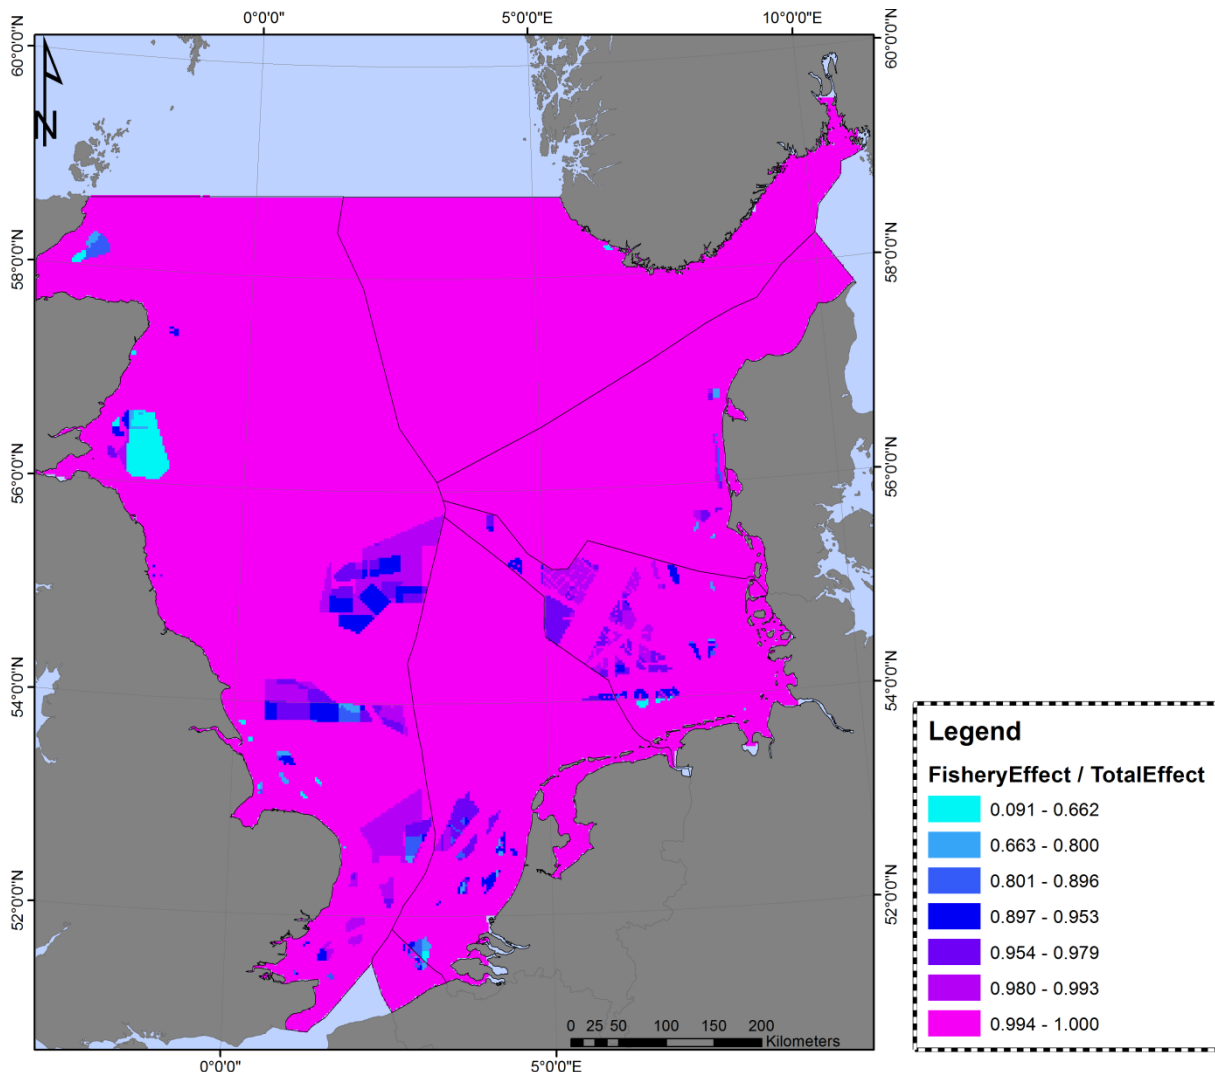 0°0'0" 5°0'0"E 10°0'0"E
60°0'0"N 60°0'0"N
N
58°0'0"N 58°0'0"N
56°0'0"N 56°0'0"N
54°0'0"N 54°0'0"N
52°0'0"N 52°0'0"N
0 25 50 100 150 200
Kilometers
0°0'0" 5°0'0"E
Legend
FisheryEffect / TotalEffect
0.091 - 0.662
0.663 - 0.800
0.801 - 0.896
0.897 - 0.953
0.954 - 0.979
0.980 - 0.993
0.994 - 1.000